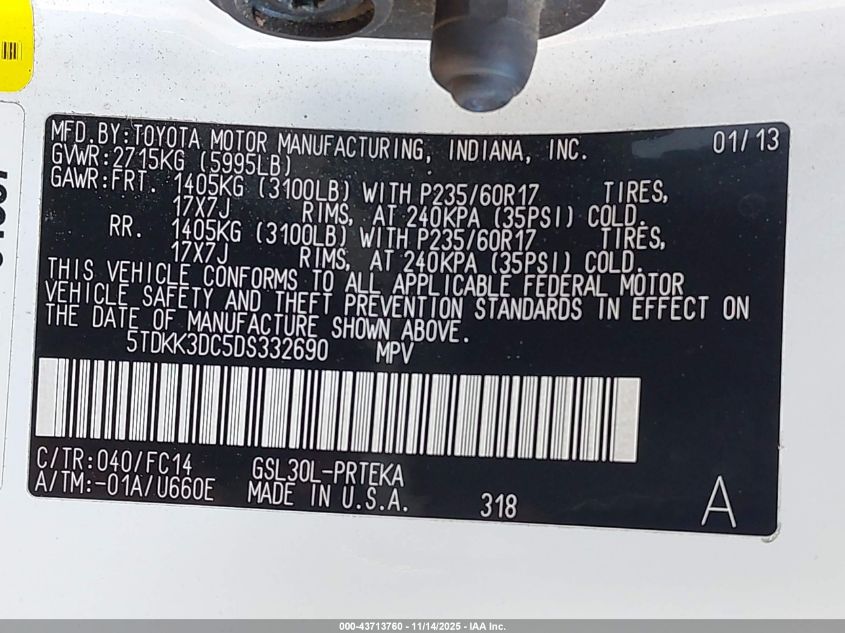 MFD.BY:TOYOTA MOTOR MANUFACTURING, INDIANA, INC. 01/13
GVWR:2715KG (5995LB)
GAWR:FRT. 1405KG (3100LB) WITH P235/60R17 TIRES,
17X7J RIMS, AT 240KPA (35PSI) COLD.
RR. 1405KG (3100LB) WITH P235/60R17 TIRES,
17X7J RIMS, AT 240KPA (35PSI) COLD.
THIS VEHICLE CONFORMS TO ALL APPLICABLE FEDERAL MOTOR
VEHICLE SAFETY AND THEFT PREVENTION STANDARDS IN EFFECT ON
THE DATE OF MANUFACTURE SHOWN ABOVE.
5TDKK3DC5DS332690 MPV
C/TR:040/FC14 GSL30L-PRTEKA
A/TM:-01A/U660E MADE IN U.S.A. 318 A
000-43713760 - 11/14/2025 - IAA Inc.